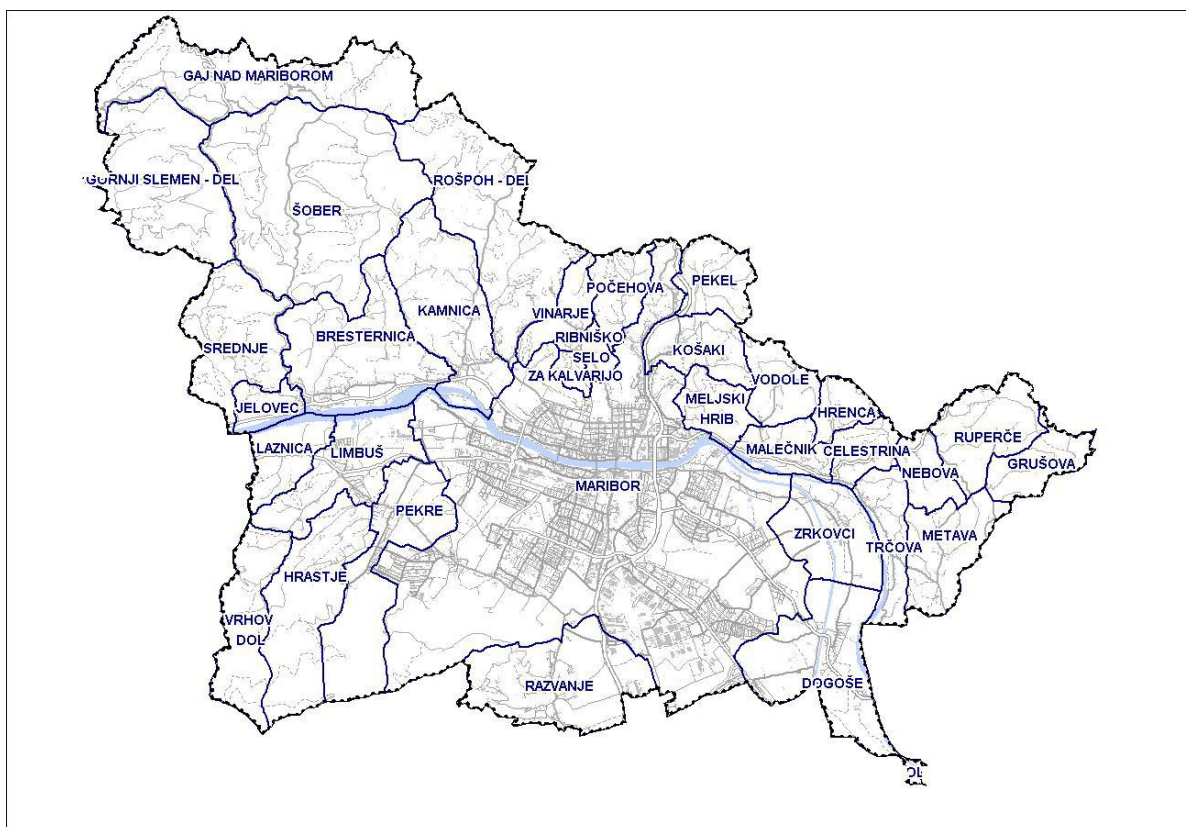 GAJ NAD MARIBOROM
GORNJI SLEMEN - DEL
ROŠPOH - DEL
ŠOBER
POČEHOVA
PEKEL
VINARJE
KAMNICA
BRESTERNICA
RIBNIŠKO
SELO
SREDNJE
KOŠAKI
ZA KALVARIJO
VODOLE
JELOVEC
MELJSKI
HRIB
HRENCA
LAZNICA
LIMBUŠ
MALEČNIK
CELESTRINA
RUPERČE
NEBOVA
GRUŠOVA
MARIBOR
PEKRE
ZRKOVCI
TRČOVA
METAVA
HRASTJE
VRHOV
DOL
RAZVANJE
DOGOŠE